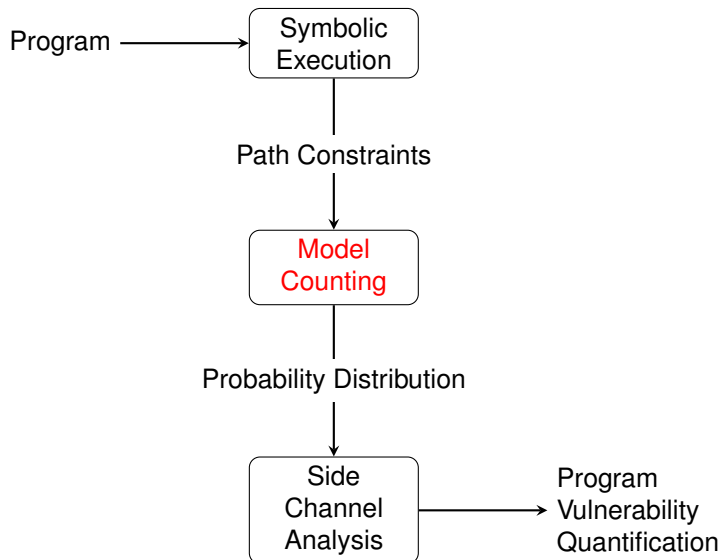 Program
Symbolic
Execution
Path Constraints
Model
Counting
Probability Distribution
Side
Channel
Analysis
Program
Vulnerability
Quantification